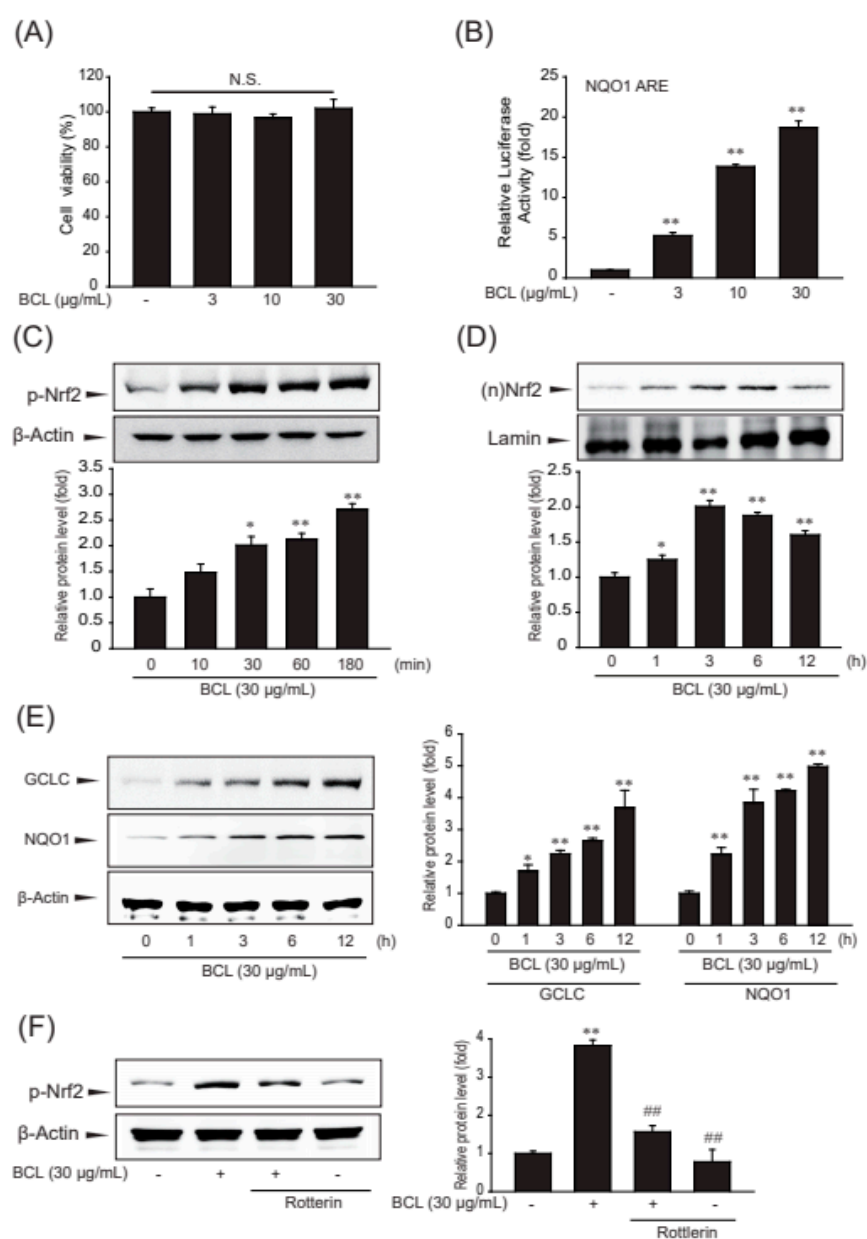 (A)
N.S.
120
100
80
60
40
20
0
Cell viability (%)
BCL (μg/mL) - 3 10 30
(B)
NQO1 ARE
25
20
15
10
5
0
Relative Luciferase
Activity (fold)
** ** **
BCL (μg/mL) - 3 10 30
(C)
p-Nrf2
β-Actin
3.5
3.0
2.5
2.0
1.5
1.0
0
Relative protein level (fold)
* ** **
0 10 30 60 180 (min)
BCL (30 μg/mL)
(D)
(n)Nrf2
Lamin
2.5
2.0
1.5
1.0
0
Relative protein level (fold)
* ** ** **
0 1 3 6 12 (h)
BCL (30 μg/mL)
(E)
GCLC
NQO1
β-Actin
0 1 3 6 12 (h)
BCL (30 μg/mL)
6
5
4
3
2
1
0
Relative protein level (fold)
* ** ** ** ** ** ** **
0 1 3 6 12 0 1 3 6 12 (h)
BCL (30 μg/mL) BCL (30 μg/mL)
GCLC NQO1
(F)
p-Nrf2
β-Actin
BCL (30 μg/mL) - + + -
Rotterin
4
3
2
1
0
Relative protein level (fold)
** ## ##
BCL (30 μg/mL) - + + -
Rottlerin